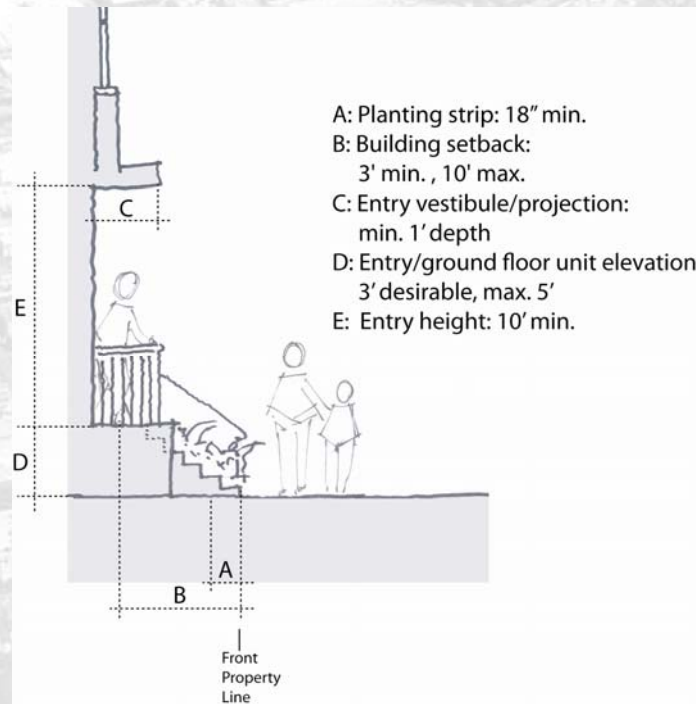 A: Planting strip: 18” min.
B: Building setback:
3' min. , 10' max.
C: Entry vestibule/projection:
min. 1’ depth
D: Entry/ground floor unit elevation
3’ desirable, max. 5’
E: Entry height: 10’ min.
C
E
D
A
B
Front
Property
Line